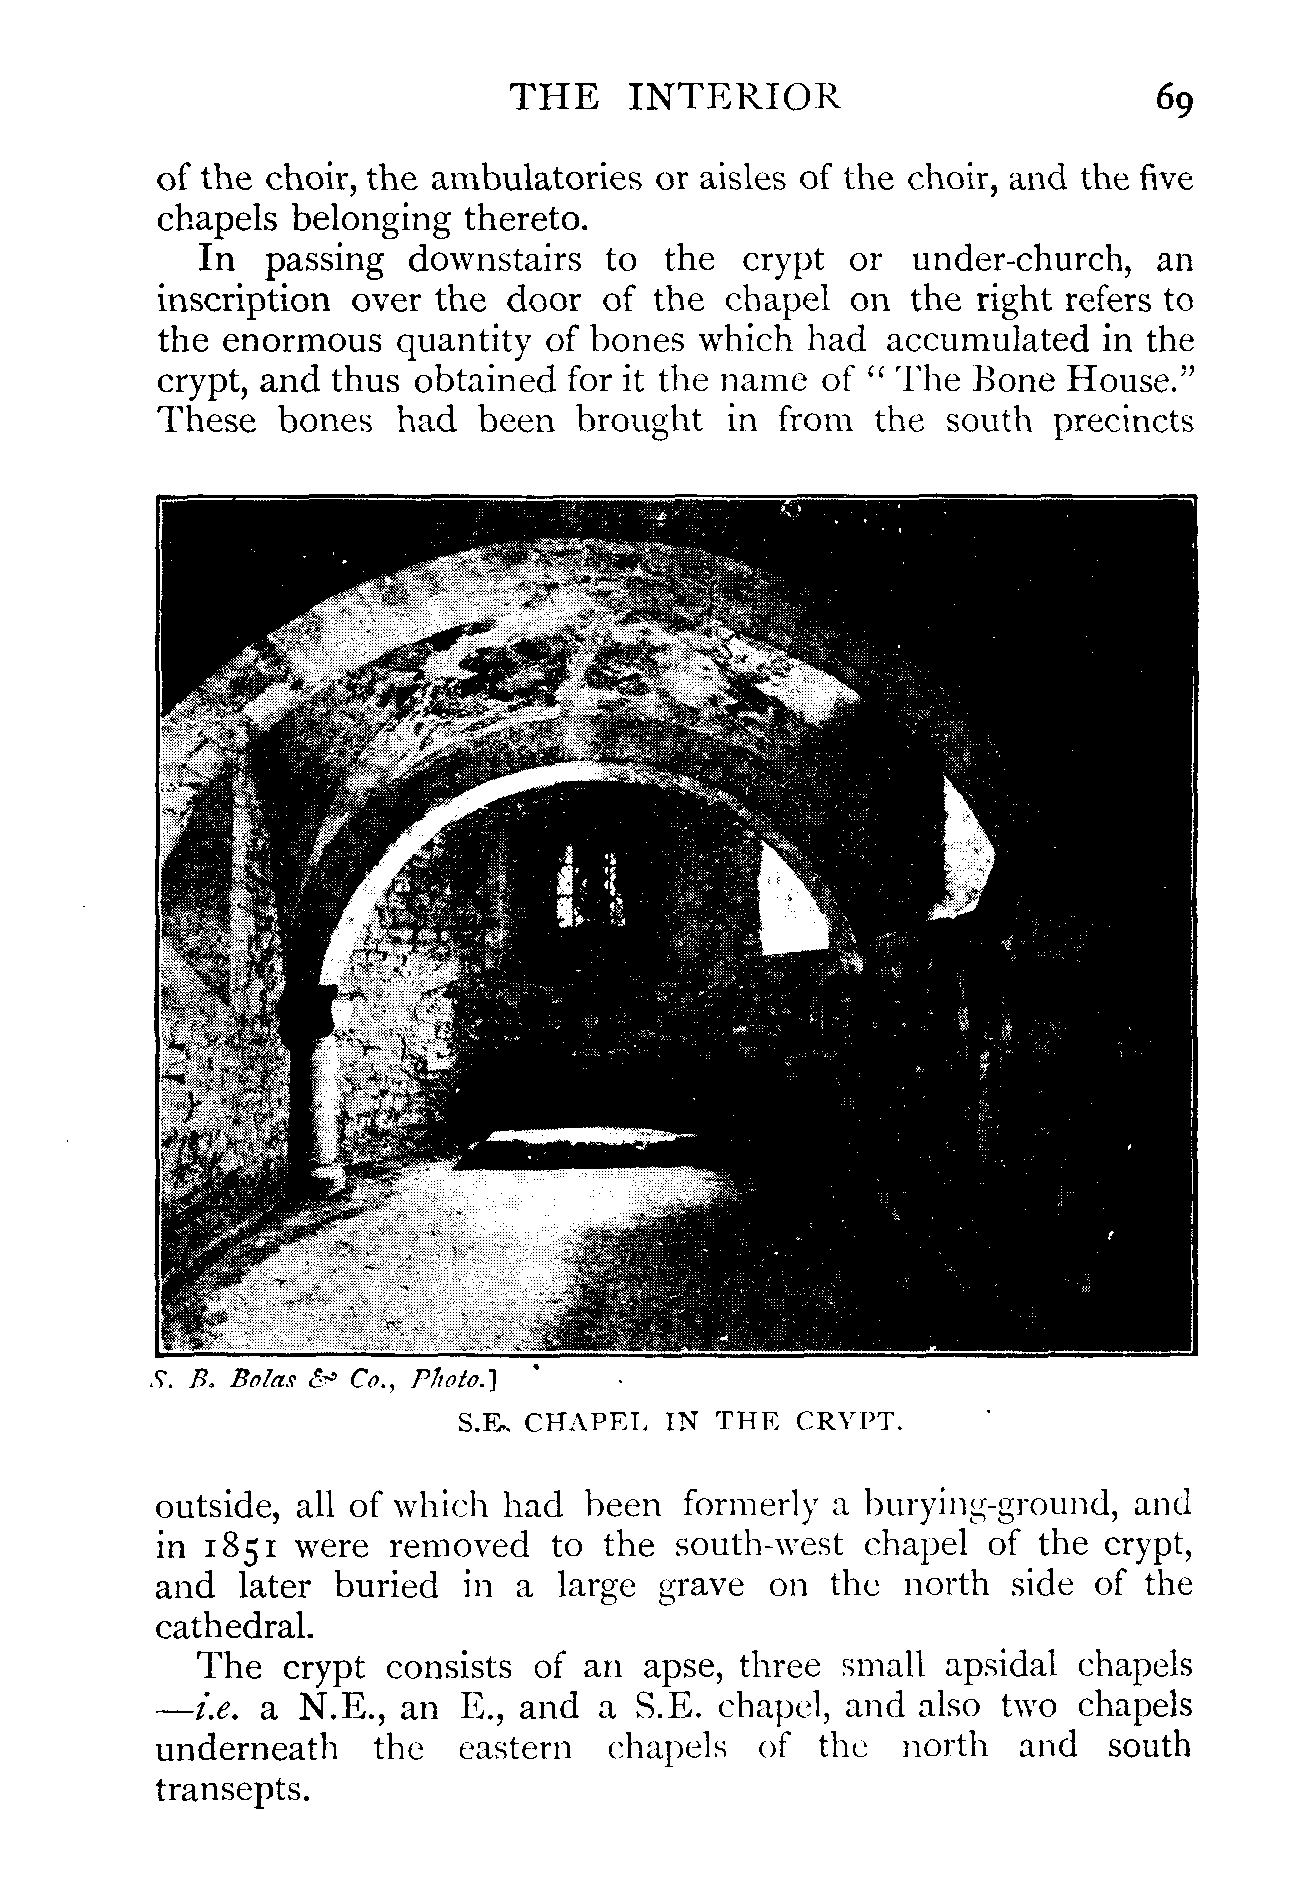 THE INTERIOR 69
of the choir, the ambulatories or aisles of the choir, and the five
chapels belonging thereto.
In passing downstairs to the crypt or under-church, an
inscription over the door of the chapel on the right refers to
the enormous quantity of bones which had accumulated in the
crypt, and thus obtained for it the name of “ The Bone House.”
These bones had been brought in from the south precincts
S. B. Bolas & Co., Photo.]
S.E. CHAPEL IN THE CRYPT.
outside, all of which had been formerly a burying-ground, and
in 1851 were removed to the south-west chapel of the crypt,
and later buried in a large grave on the north side of the
cathedral.
The crypt consists of an apse, three small apsidal chapels
—i.e. a N.E., an E., and a S.E. chapel, and also two chapels
underneath the eastern chapels of the north and south
transepts.